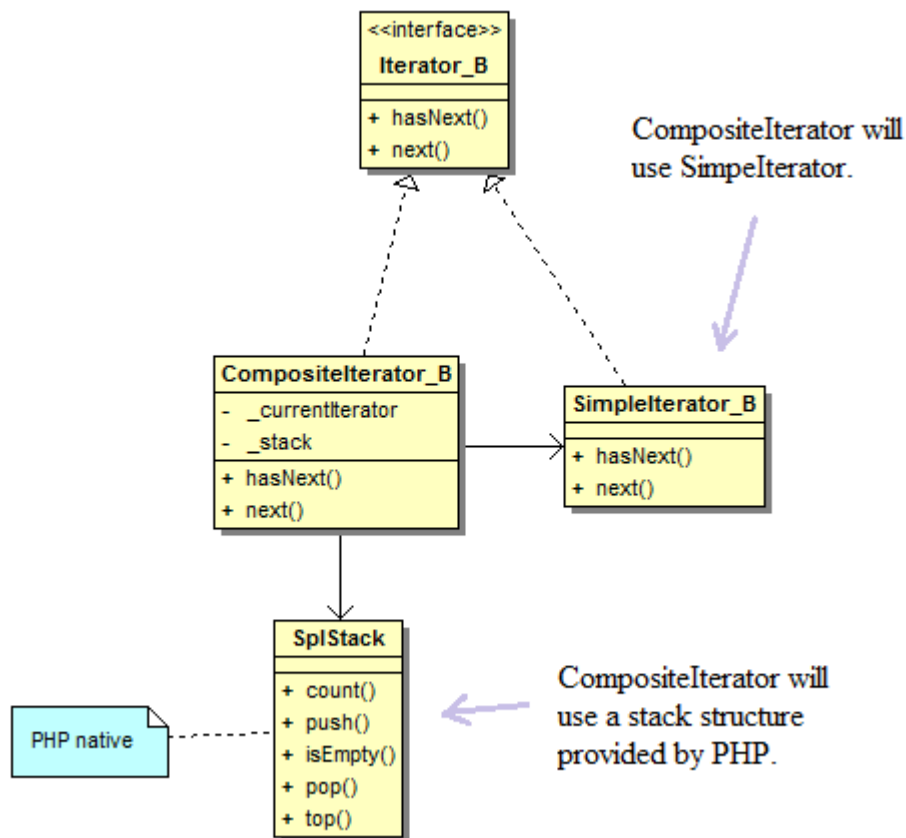 <<interface>>
Iterator_B
+ hasNext()
+ next()
CompositeIterator will
use SimpeIterator.
CompositeIterator_B
- _currentIterator
- _stack
+ hasNext()
+ next()
SimpleIterator_B
+ hasNext()
+ next()
SplStack
+ count()
+ push()
+ isEmpty()
+ pop()
+ top()
PHP native
CompositeIterator will
use a stack structure
provided by PHP.